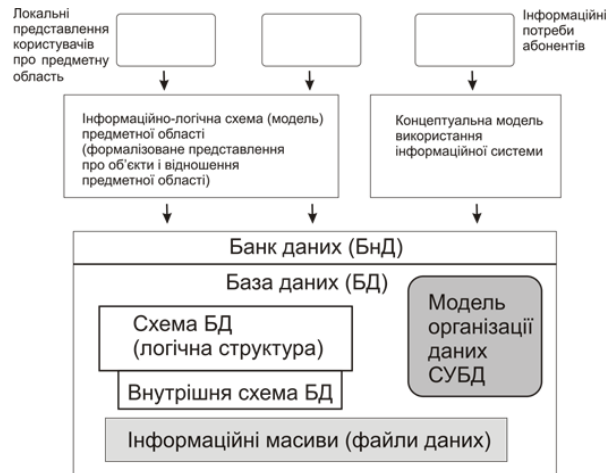 Локальні
представлення
користувачів
про предметну
область
Інформаційні
потреби
абонентів
Інформаційно-логічна схема (модель)
предметної області
(формалізоване представлення
про об'єкти і відношення
предметної області)
Концептуальна модель
використання
інформаційної системи
Банк даних (БнД)
База даних (БД)
Схема БД
(логічна структура)
Внутрішня схема БД
Модель
організації
даних
СУБД
Інформаційні масиви (файли даних)